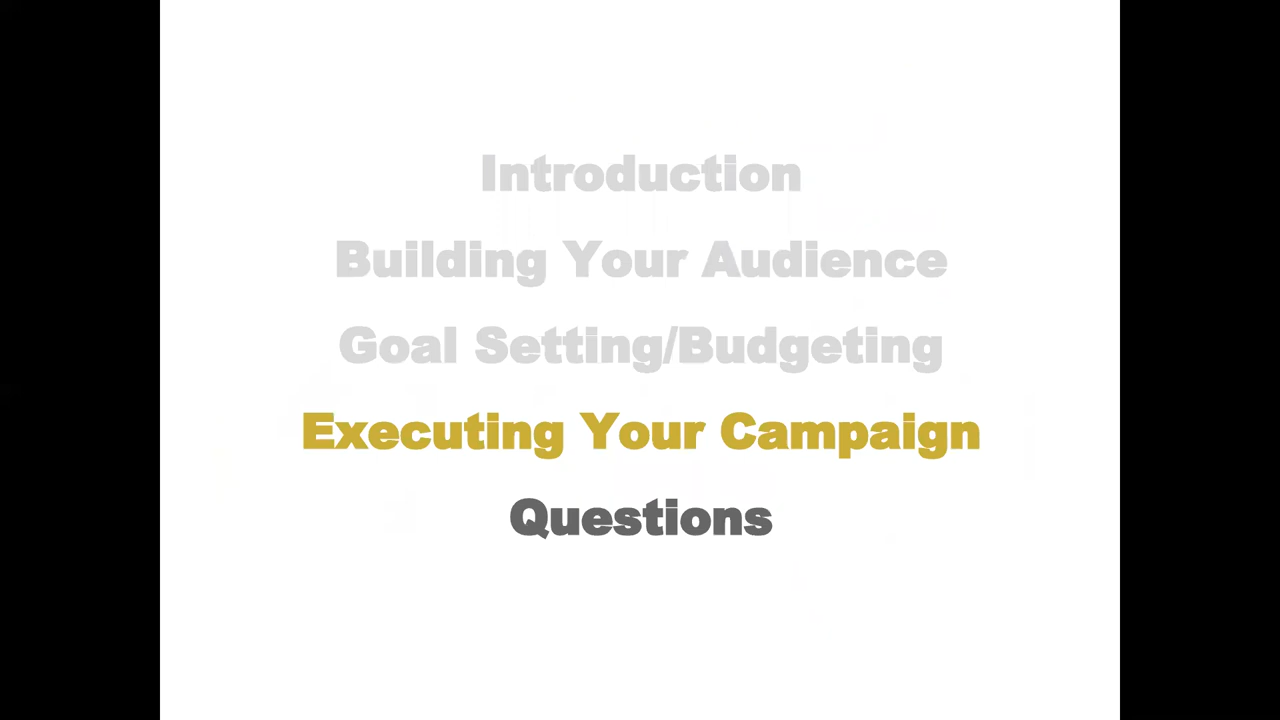 Introduction
Building Your Audience
Goal Setting/Budgeting
Executing Your Campaign
Questions